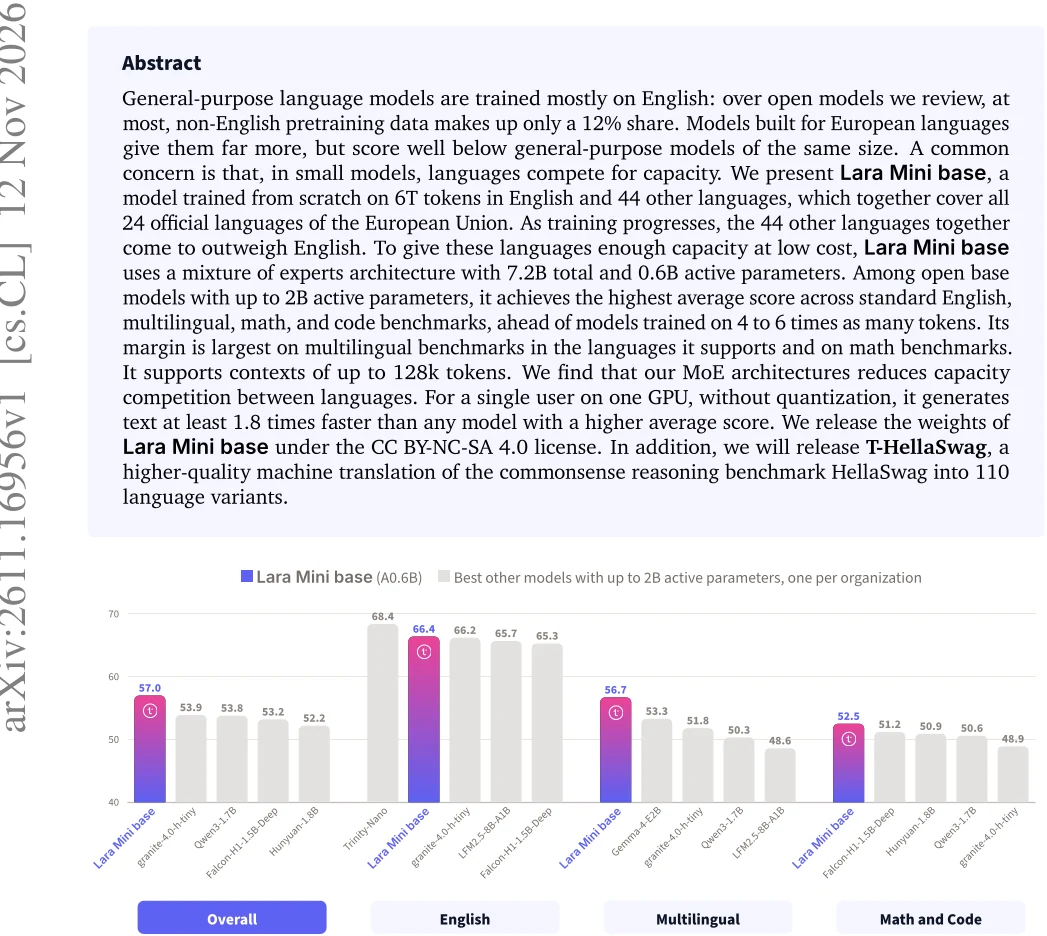 arXiv:2611.16956v1 [cs.CL] 12 Nov 2026
Abstract
General-purpose language models are trained mostly on English: over open models we review, at
most, non-English pretraining data makes up only a 12% share. Models built for European languages
give them far more, but score well below general-purpose models of the same size. A common
concern is that, in small models, languages compete for capacity. We present Lara Mini base, a
model trained from scratch on 6T tokens in English and 44 other languages, which together cover all
24 official languages of the European Union. As training progresses, the 44 other languages together
come to outweigh English. To give these languages enough capacity at low cost, Lara Mini base
uses a mixture of experts architecture with 7.2B total and 0.6B active parameters. Among open base
models with up to 2B active parameters, it achieves the highest average score across standard English,
multilingual, math, and code benchmarks, ahead of models trained on 4 to 6 times as many tokens. Its
margin is largest on multilingual benchmarks in the languages it supports and on math benchmarks.
It supports contexts of up to 128k tokens. We find that our MoE architectures reduces capacity
competition between languages. For a single user on one GPU, without quantization, it generates
text at least 1.8 times faster than any model with a higher average score. We release the weights of
Lara Mini base under the CC BY-NC-SA 4.0 license. In addition, we will release T-HellaSwag, a
higher-quality machine translation of the commonsense reasoning benchmark HellaSwag into 110
language variants.
Lara Mini base (A0.6B) Best other models with up to 2B active parameters, one per organization
70
60
50
40
57.0
53.9
53.8
53.2
52.2
Lara Mini base
granite-4.0-h-tiny
Qwen3-1.7B
Falcon-H1-1.5B-Deep
Hunyuan-1.8B
Overall
68.4
66.4
66.2
65.7
65.3
Trinity-Nano
Lara Mini base
granite-4.0-h-tiny
LFM2.5-8B-A1B
Falcon-H1-1.5B-Deep
English
56.7
53.3
51.8
50.3
48.6
Lara Mini base
Gemma-4-E2B
granite-4.0-h-tiny
Qwen3-1.7B
LFM2.5-8B-A1B
Multilingual
52.5
51.2
50.9
50.6
48.9
Lara Mini base
Falcon-H1-1.5B-Deep
Hunyuan-1.8B
Qwen3-1.7B
granite-4.0-h-tiny
Math and Code